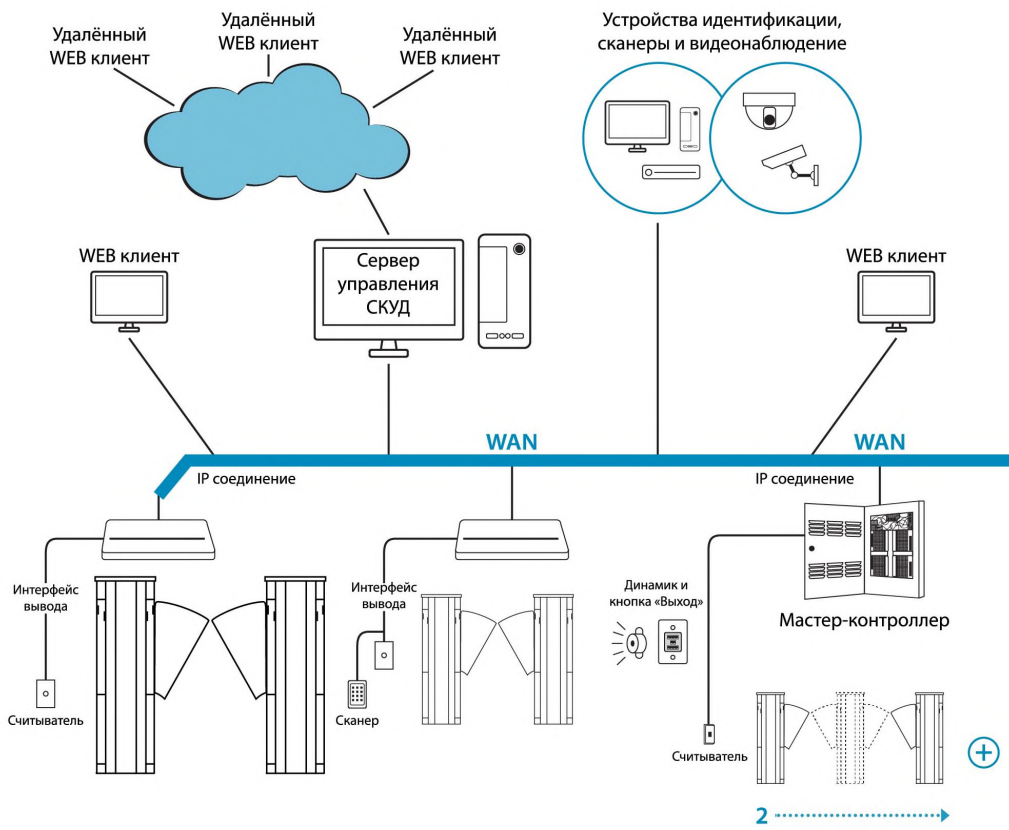 Удалённый
WEB клиент
Удалённый
WEB клиент
Удалённый
WEB клиент
Устройства идентификации,
сканеры и видеонаблюдение
WEB клиент
Сервер
управления
СКУД
WEB клиент
WAN
WAN
IP соединение
IP соединение
Интерфейс
вывода
Считыватель
Интерфейс
вывода
Сканер
Динамик и
кнопка «Выход»
Мастер-контроллер
Считыватель
2